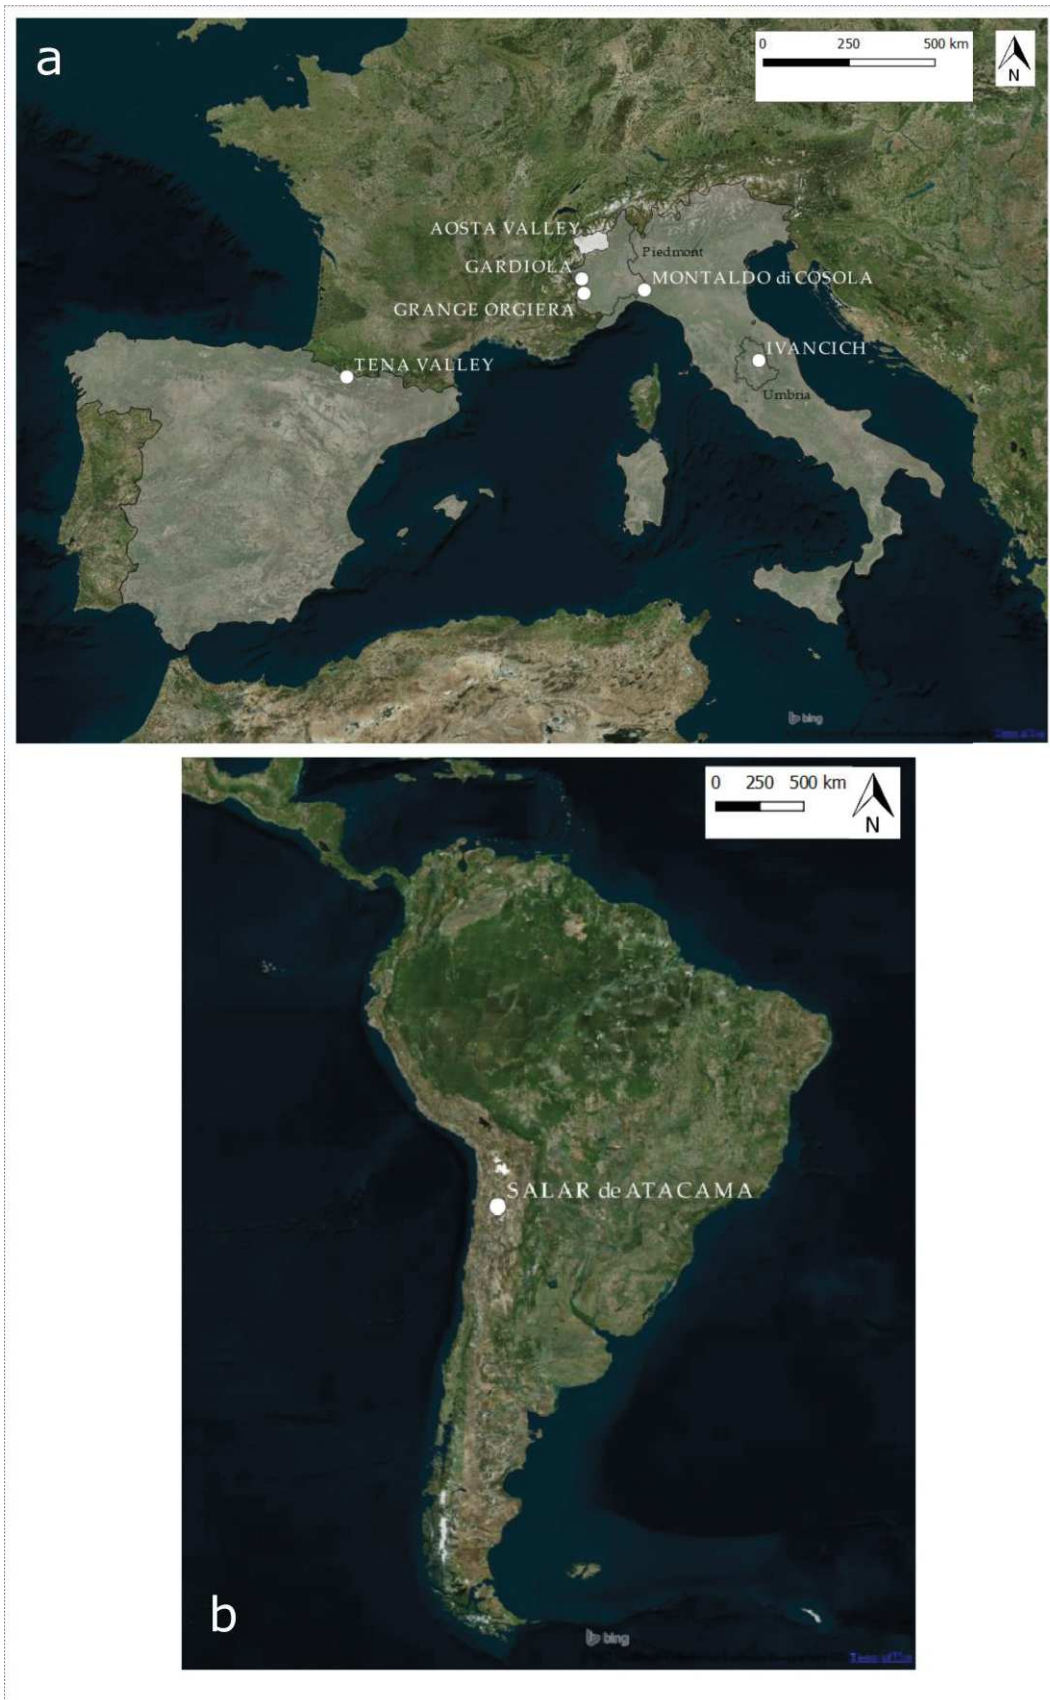 a
0 250 500 km
N
AOSTA VALLEY
Piedmont
GARDIOLA
MONTALDO di COSOLA
GRANGE ORGIERA
IVANCICH
TENA VALLEY
Umbria
bing
0 250 500 km
N
SALAR de ATACAMA
b
bing